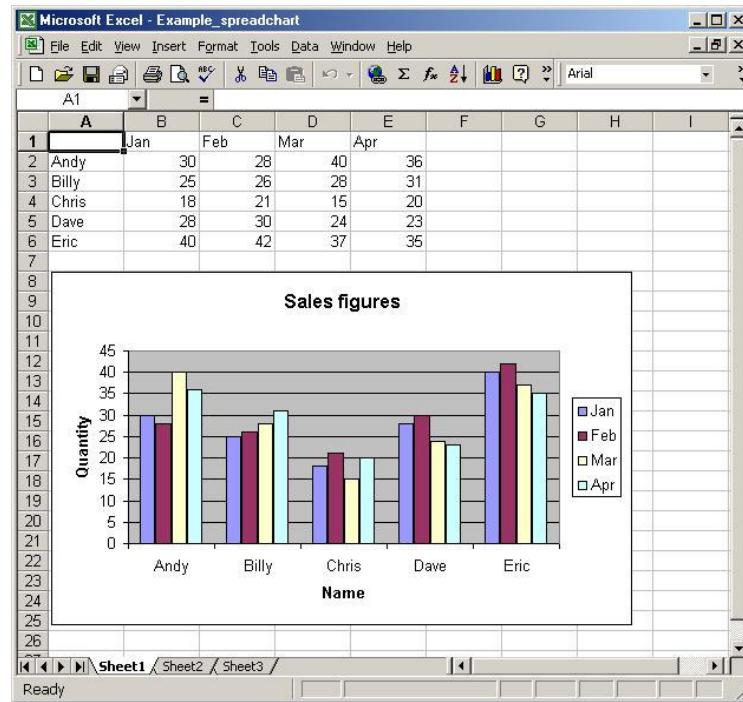 Microsoft Excel - Example_spreadchart
File Edit View Insert Format Tools Data Window Help
Arial
A1 =
A B C D E F G H I
1 Jan Feb Mar Apr
2 Andy 30 28 40 36
3 Billy 25 26 28 31
4 Chris 18 21 15 20
5 Dave 28 30 24 23
6 Eric 40 42 37 35
7
8
9
10
11
12
13
14
15
16
17
18
19
20
21
22
23
24
25
26
Sales figures
45
40
35
30
25
20
15
10
5
0
Quantity
Andy Billy Chris Dave Eric
Name
Jan
Feb
Mar
Apr
Sheet1 Sheet2 Sheet3
Ready